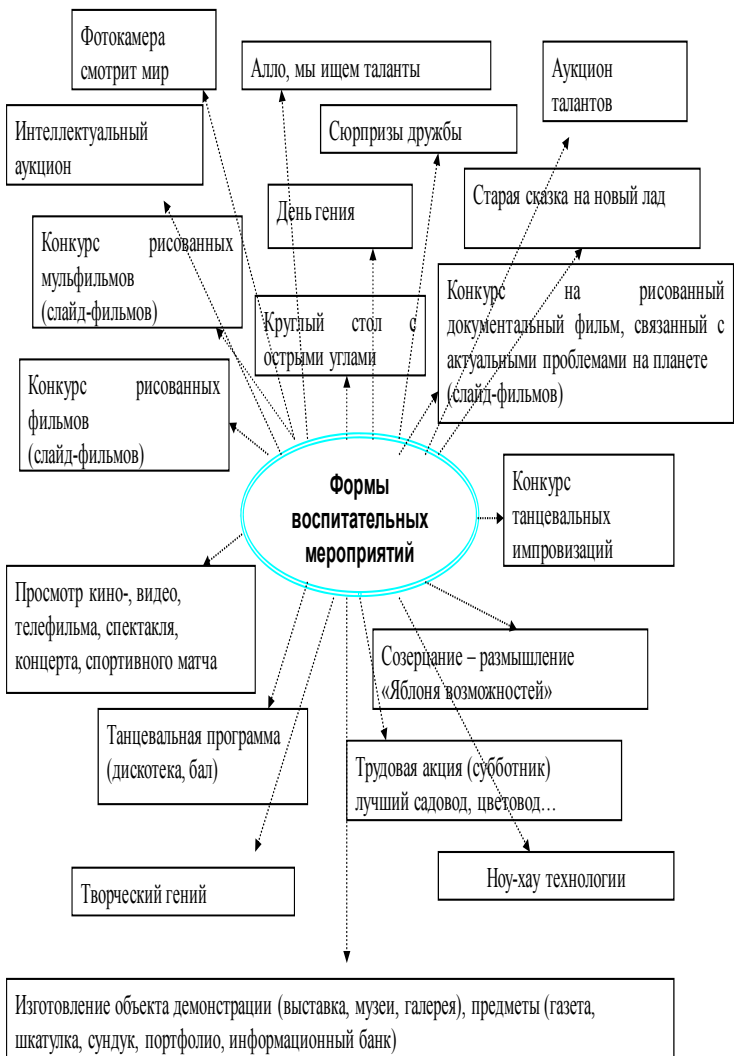 Фотокамера
смотрит мир
Алло, мы ищем таланты
Аукцион
талантов
Интеллектуальный
аукцион
Сюрпризы дружбы
День гения
Старая сказка на новый лад
Конкурс рисованных
мульфильмов
(слайд-фильмов)
Круглый стол с
острыми углами
Конкурс на рисованный
документальный фильм, связанный с
актуальными проблемами на планете
(слайд-фильмов)
Конкурс рисованных
фильмов
(слайд-фильмов)
Формы
воспитательных
мероприятий
Конкурс
танцевальных
импровизаций
Просмотр кино-, видео,
телефильма, спектакля,
концерта, спортивного матча
Созерцание – размышление
«Яблоня возможностей»
Танцевальная программа
(дискотека, бал)
Трудовая акция (субботник)
лучший садовод, цветовод…
Творческий гений
Ноу-хау технологии
Изготовление объекта демонстрации (выставка, музеи, галерея), предметы (газета,
шкатулка, сундук, портфолио, информационный банк)